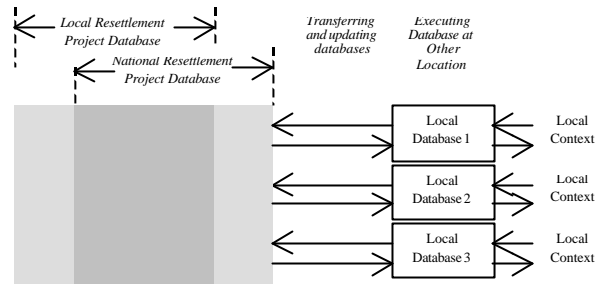 Local Resettlement
Project Database
National Resettlement
Project Database
Transferring
and updating
databases
Executing
Database at
Other
Location
Local
Database 1
Local
Context
Local
Database 2
Local
Context
Local
Database 3
Local
Context